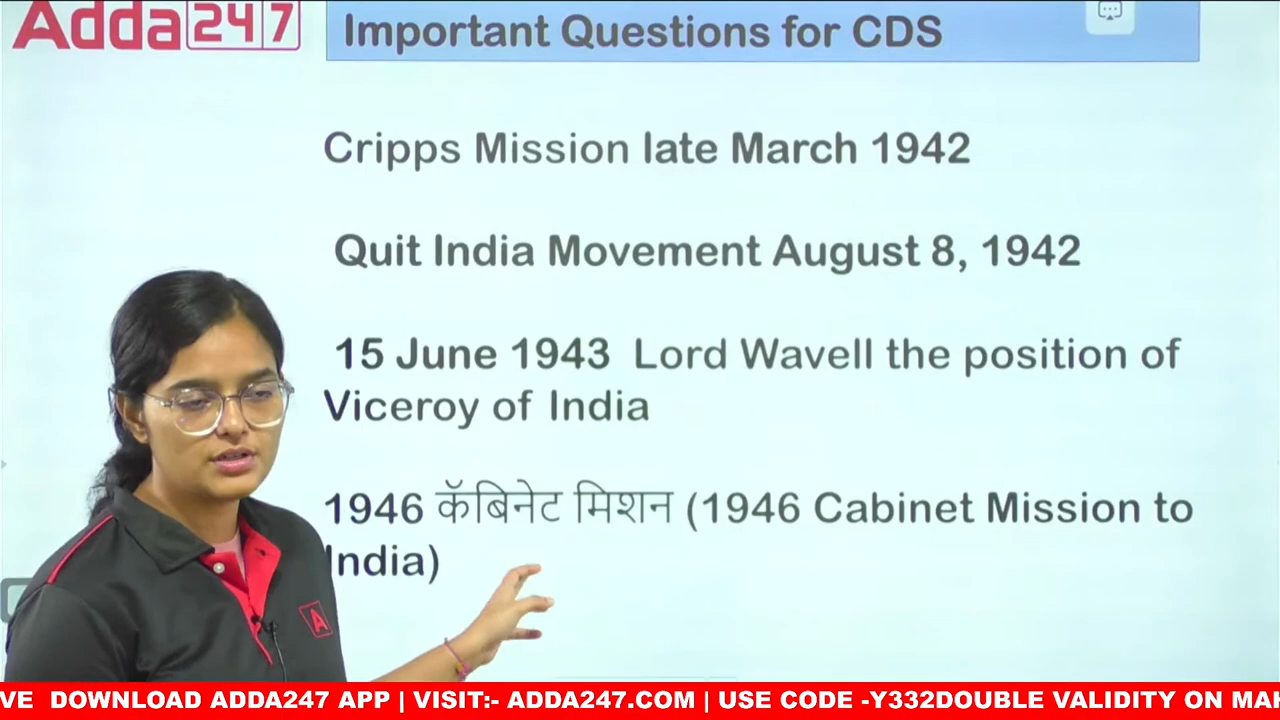 Adda247
Important Questions for CDS
Cripps Mission late March 1942
Quit India Movement August 8, 1942
15 June 1943 Lord Wavell the position of
Viceroy of India
1946 कॅबिनेट मिशन (1946 Cabinet Mission to
India)
A
VE DOWNLOAD ADDA247 APP | VISIT:- ADDA247.COM | USE CODE -Y332DOUBLE VALIDITY ON MA